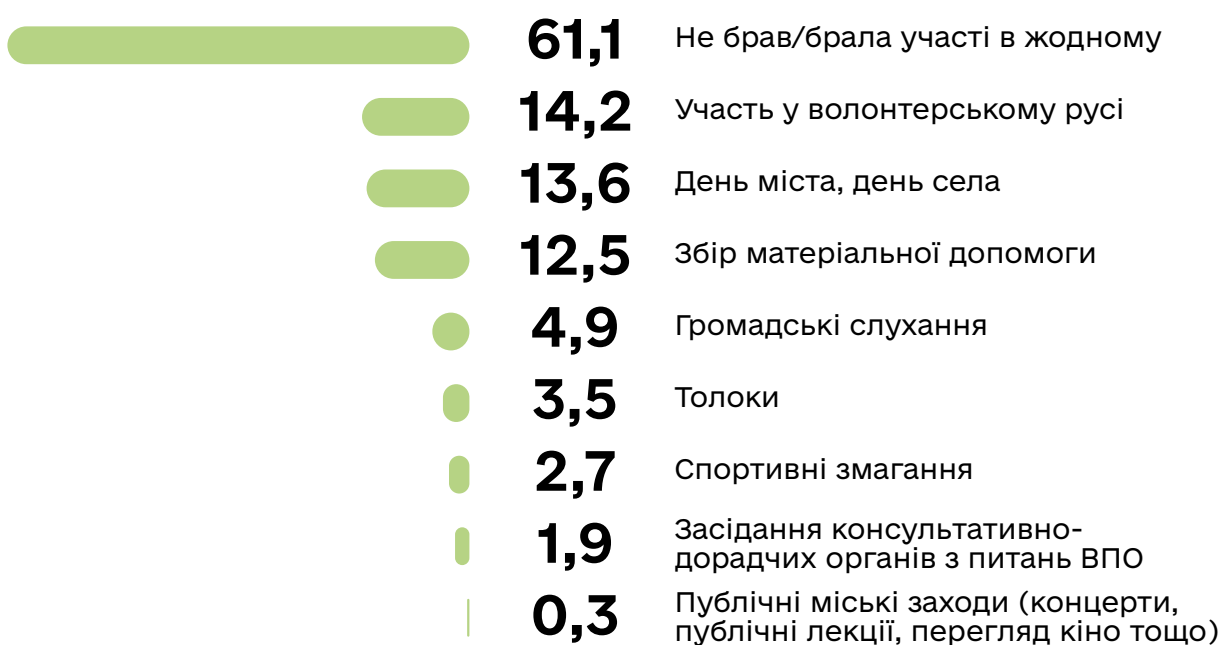 61,1 Не брав/брала участі в жодному
14,2 Участь у волонтерському русі
13,6 День міста, день села
12,5 Збір матеріальної допомоги
4,9 Громадські слухання
3,5 Толоки
2,7 Спортивні змагання
1,9 Засідання консультативно-
дорадчих органів з питань ВПО
0,3 Публічні міські заходи (концерти,
публічні лекції, перегляд кіно тощо)